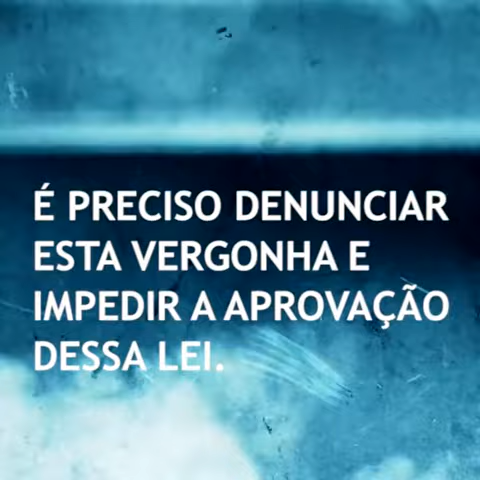 É PRECISO DENUNCIAR
ESTA VERGONHA E
IMPEDIR A APROVAÇÃO
DESSA LEI.